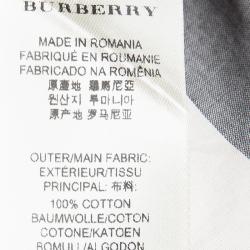 BURBERRY
MADE IN ROMANIA
FABRIQUÉ EN ROUMANIE
FABRICADO NA ROMÊNIA
原產地 羅馬尼亞
원산지 루마니아
原产地 罗马尼亚
OUTER/MAIN FABRIC:
EXTÉRIEUR/TISSU
PRINCIPAL: 布料:
100% COTTON
BAUMWOLLE/COTON
COTONE/KATOEN
BOMULL/ALGODON